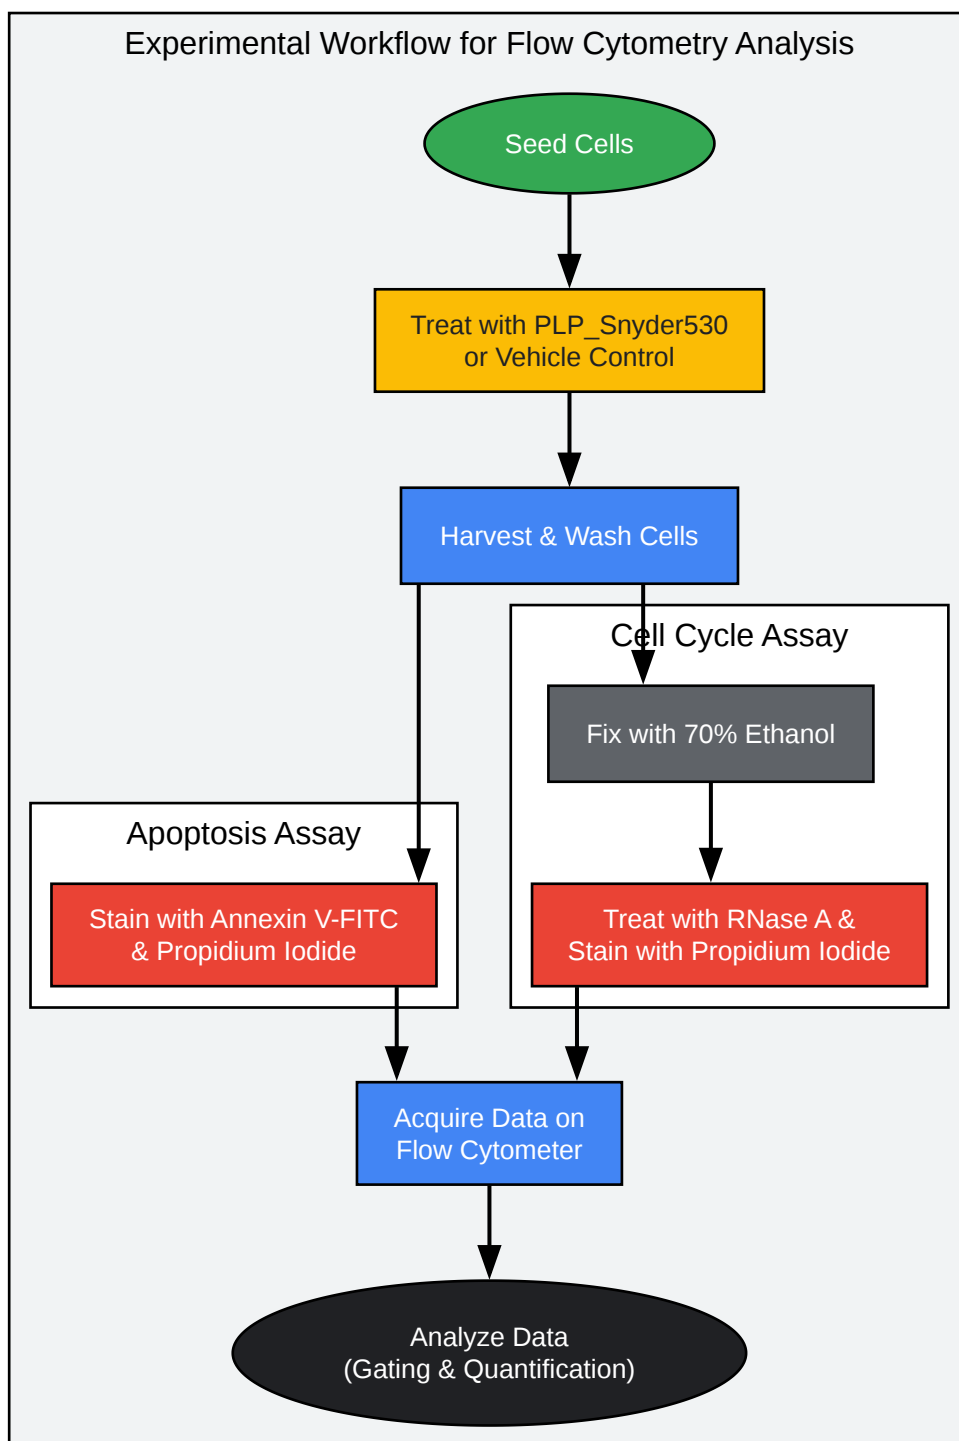 Experimental Workflow for Flow Cytometry Analysis
Seed Cells
Treat with PLP_Snyder530
or Vehicle Control
Harvest & Wash Cells
Cell Cycle Assay
Fix with 70% Ethanol
Apoptosis Assay
Stain with Annexin V-FITC
& Propidium Iodide
Treat with RNase A &
Stain with Propidium Iodide
Acquire Data on
Flow Cytometer
Analyze Data
(Gating & Quantification)